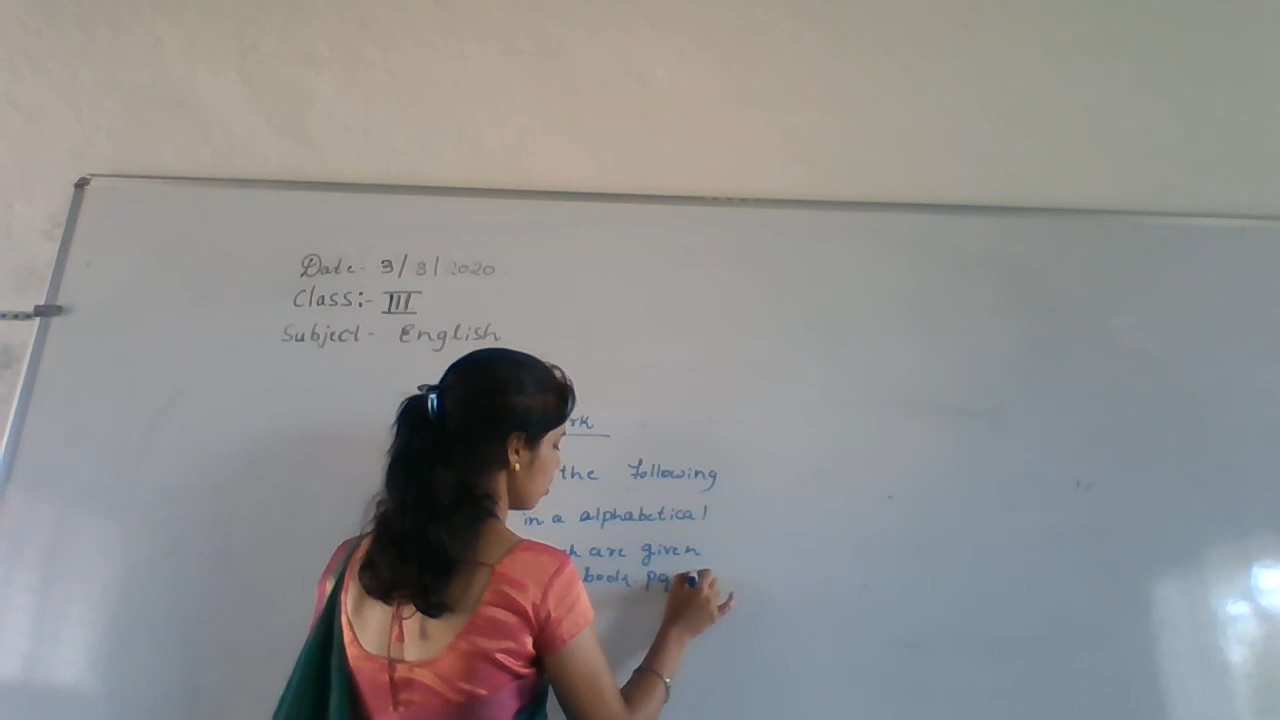 Date - 3/8/2020
Class:- III
Subject - English
rk
the following
in a alphabetical
are given
book. pg